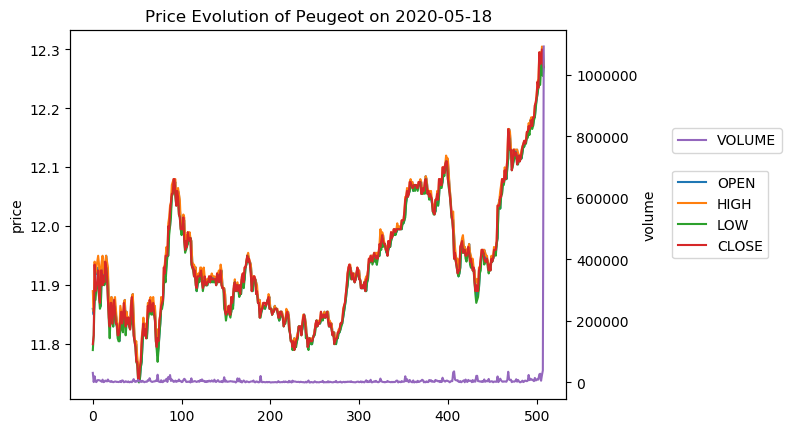 Price Evolution of Peugeot on 2020-05-18
12.3
12.2
12.1
12.0
11.9
11.8
price
0
100
200
300
400
500
1000000
800000
600000
400000
200000
0
volume
VOLUME
OPEN
HIGH
LOW
CLOSE